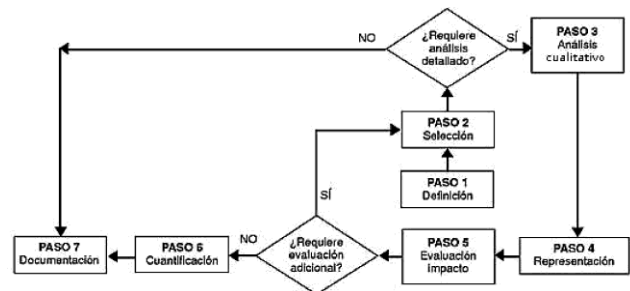 NO
¿Requiere
análisis
detallado?
SÍ
PASO 3
Análisis
cualitativo
PASO 2
Selección
PASO 1
Definición
SÍ
PASO 7
Documentación
PASO 6
Cuantificación
NO
¿Requiere
evaluación
adicional?
PASO 5
Evaluación
impacto
PASO 4
Representación